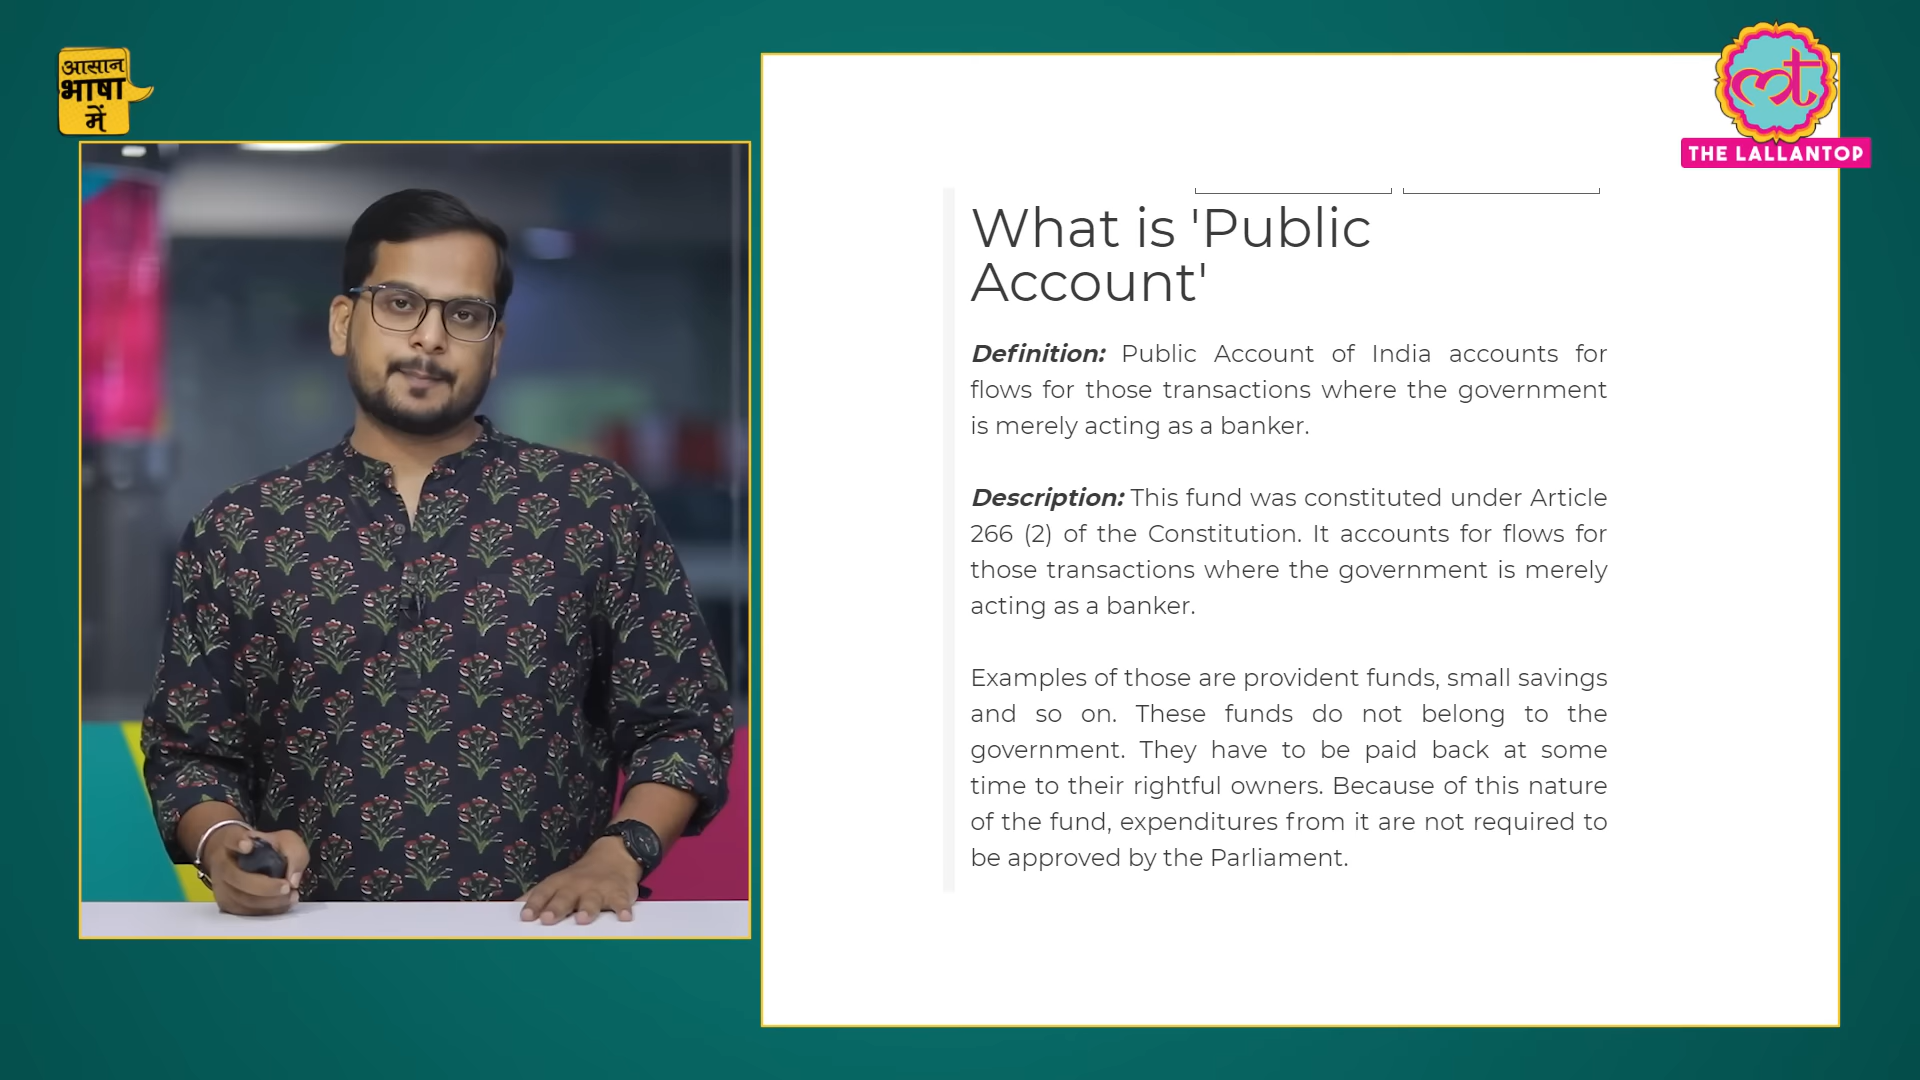 आसान
भाषा
में
THE LALLANTOP
What is 'Public
Account'
Definition: Public Account of India accounts for
flows for those transactions where the government
is merely acting as a banker.
Description: This fund was constituted under Article
266 (2) of the Constitution. It accounts for flows for
those transactions where the government is merely
acting as a banker.
Examples of those are provident funds, small savings
and so on. These funds do not belong to the
government. They have to be paid back at some
time to their rightful owners. Because of this nature
of the fund, expenditures from it are not required to
be approved by the Parliament.